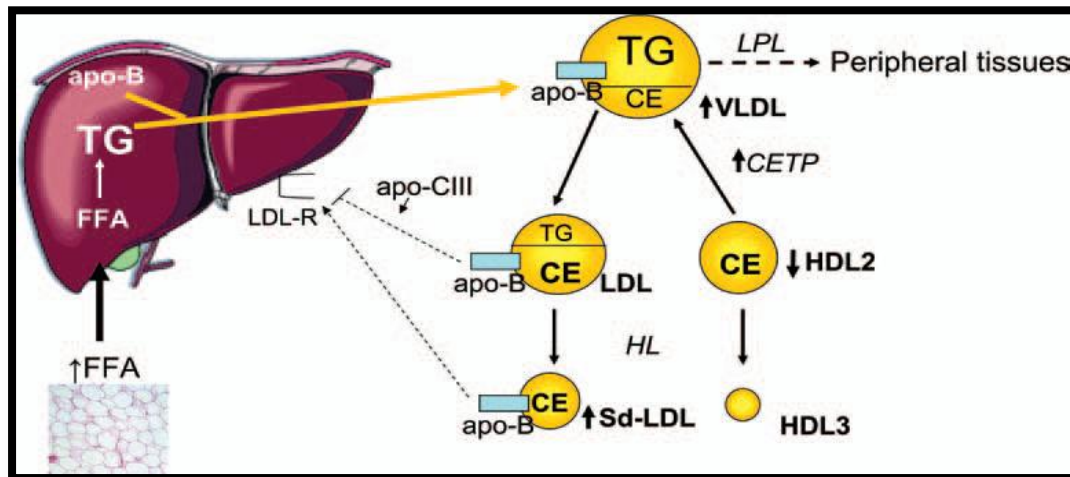 apo-B
TG
FFA
↑FFA
LDL-R
apo-CIII
TG
CE
apo-B
↑VLDL
LPL
Peripheral tissues
↑CETP
TG
CE
apo-B
LDL
CE
↓HDL2
HL
CE
apo-B
↑Sd-LDL
HDL3